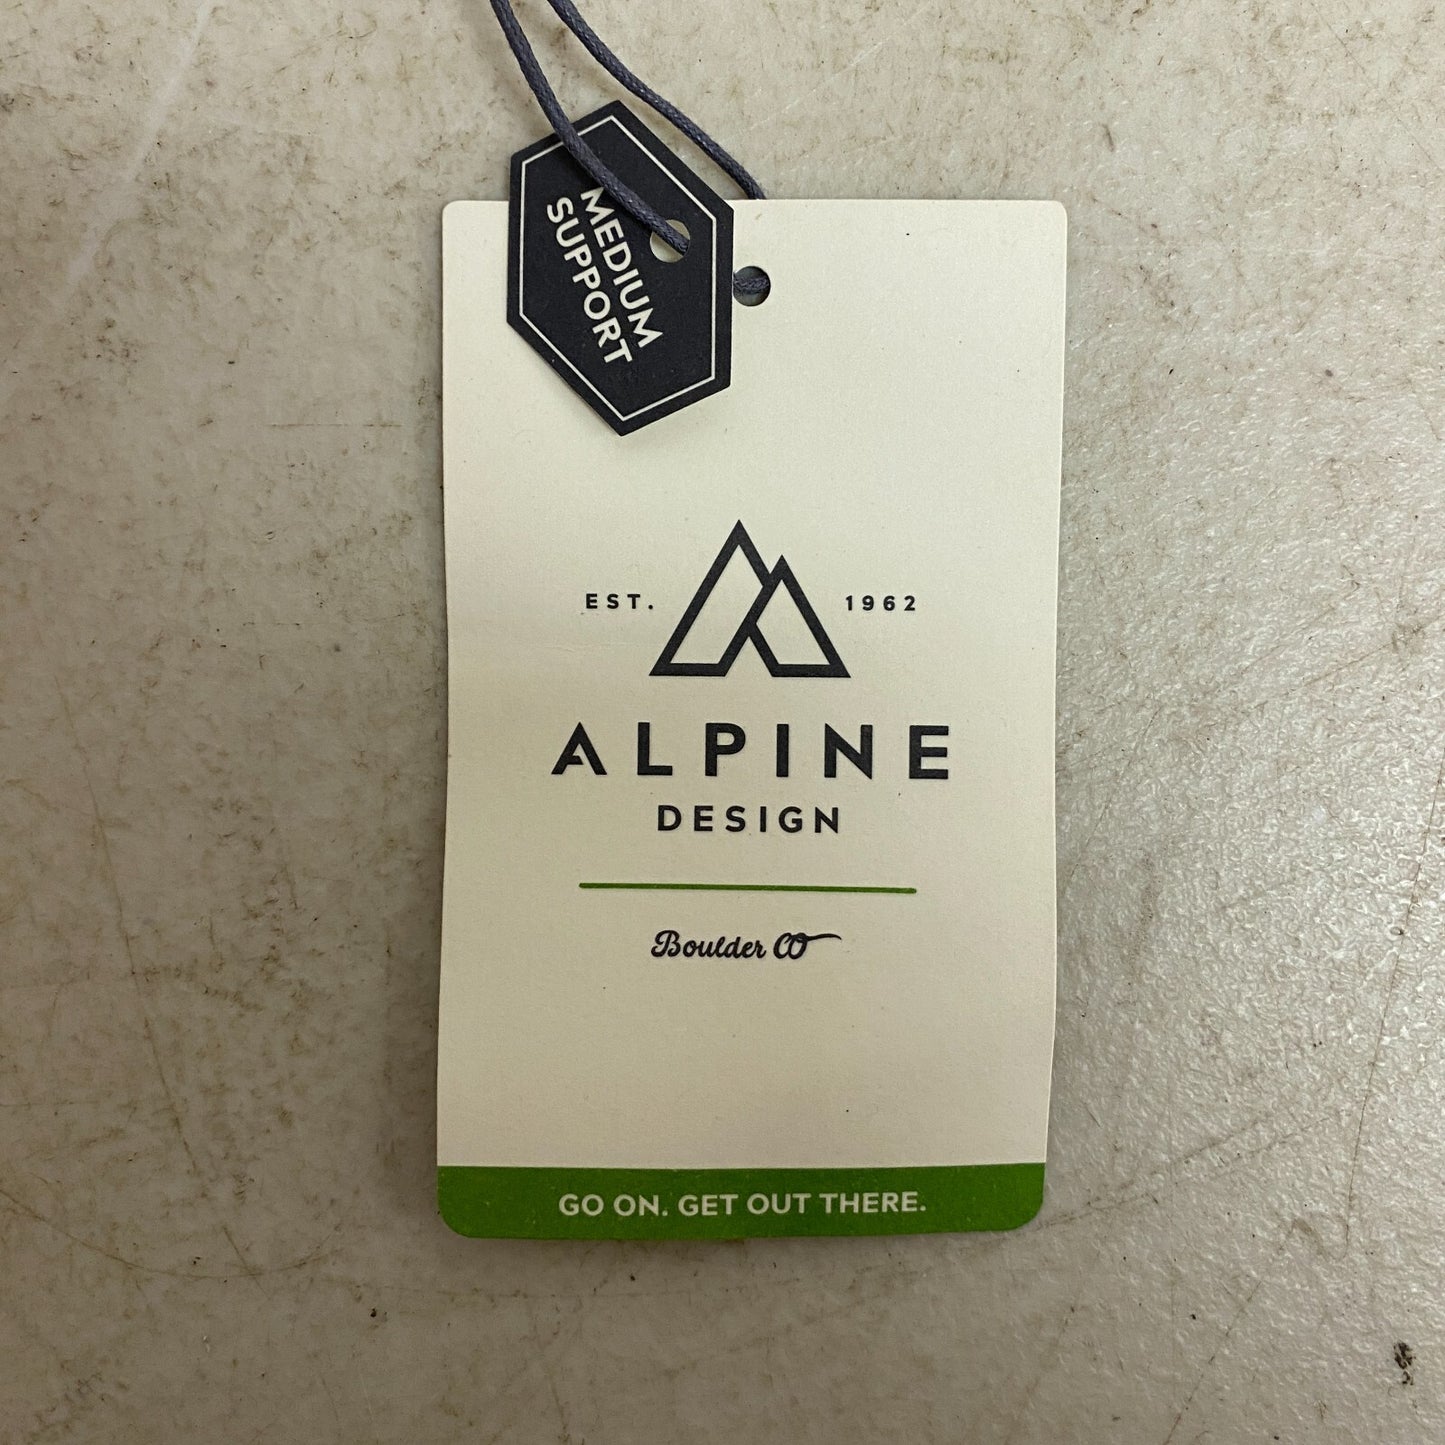 MEDIUM
SUPPORT
EST. 1962
ALPINE
DESIGN
Boulder CO
GO ON. GET OUT THERE.